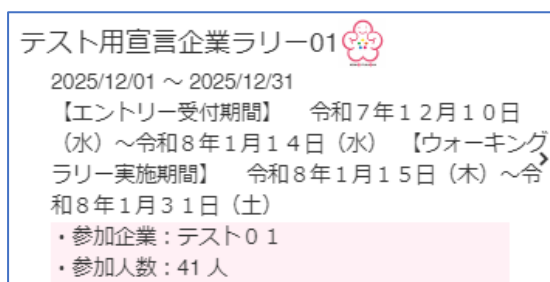 テスト用宣言企業ラリー01
2025/12/01 ～ 2025/12/31
【エントリー受付期間】　令和７年１２月１０日
（水）～令和８年１月１４日（水）　【ウォーキング
ラリー実施期間】　令和８年１月１５日（木）～令
和８年１月３１日（土）
・参加企業：テスト０１
・参加人数：41 人